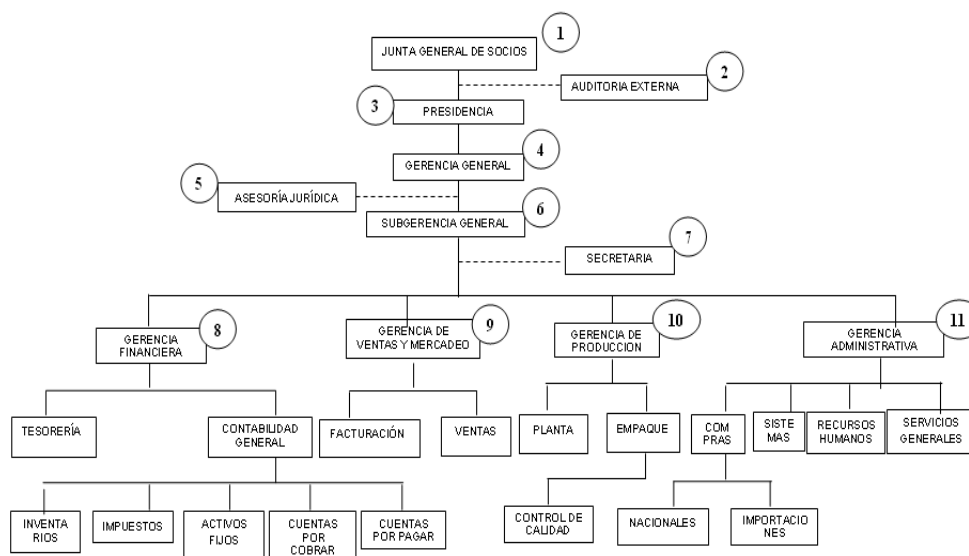 1
JUNTA GENERAL DE SOCIOS
2
AUDITORIA EXTERNA
3
PRESIDENCIA
4
GERENCIA GENERAL
5
ASESORÍA JURÍDICA
6
SUBGERENCIA GENERAL
7
SECRETARIA
8
GERENCIA
FINANCIERA
9
GERENCIA DE
VENTAS Y MERCADEO
10
GERENCIA DE
PRODUCCION
11
GERENCIA
ADMINISTRATIVA
TESORERÍA
CONTABILIDAD
GENERAL
FACTURACIÓN
VENTAS
PLANTA
EMPAQUE
COM
PRAS
SISTE
MAS
RECURSOS
HUMANOS
SERVICIOS
GENERALES
INVENTA
RIOS
IMPUESTOS
ACTIVOS
FIJOS
CUENTAS
POR
COBRAR
CUENTAS
POR PAGAR
CONTROL DE
CALIDAD
NACIONALES
IMPORTACIO
NES